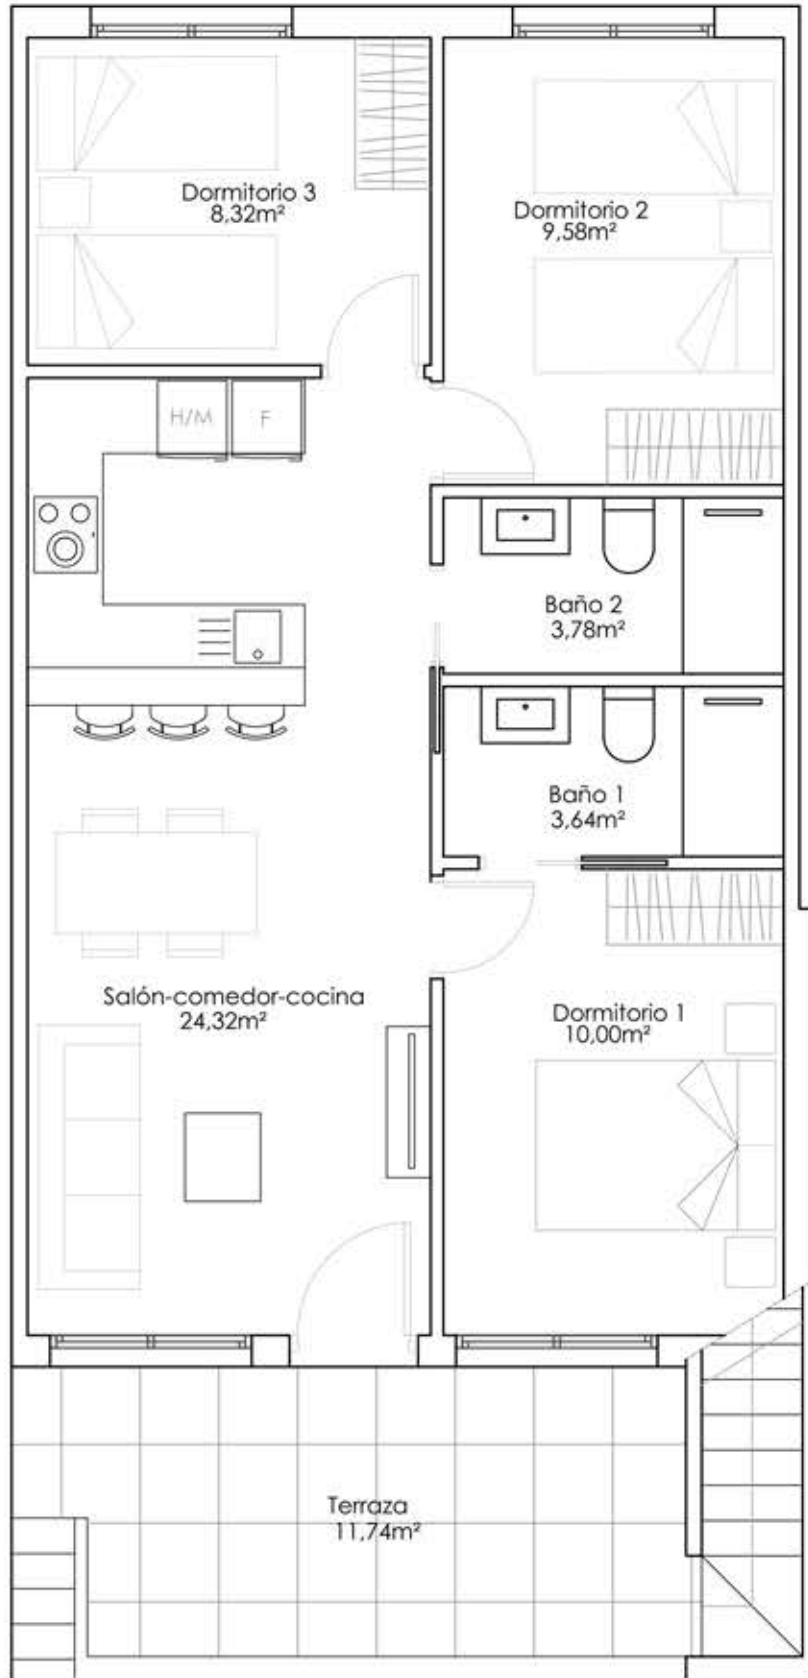 Dormitorio 3
8,32m²
Dormitorio 2
9,58m²
H/M
F
Baño 2
3,78m²
Baño 1
3,64m²
Salón-comedor-cocina
24,32m²
Dormitorio 1
10,00m²
Terraza
11,74m²